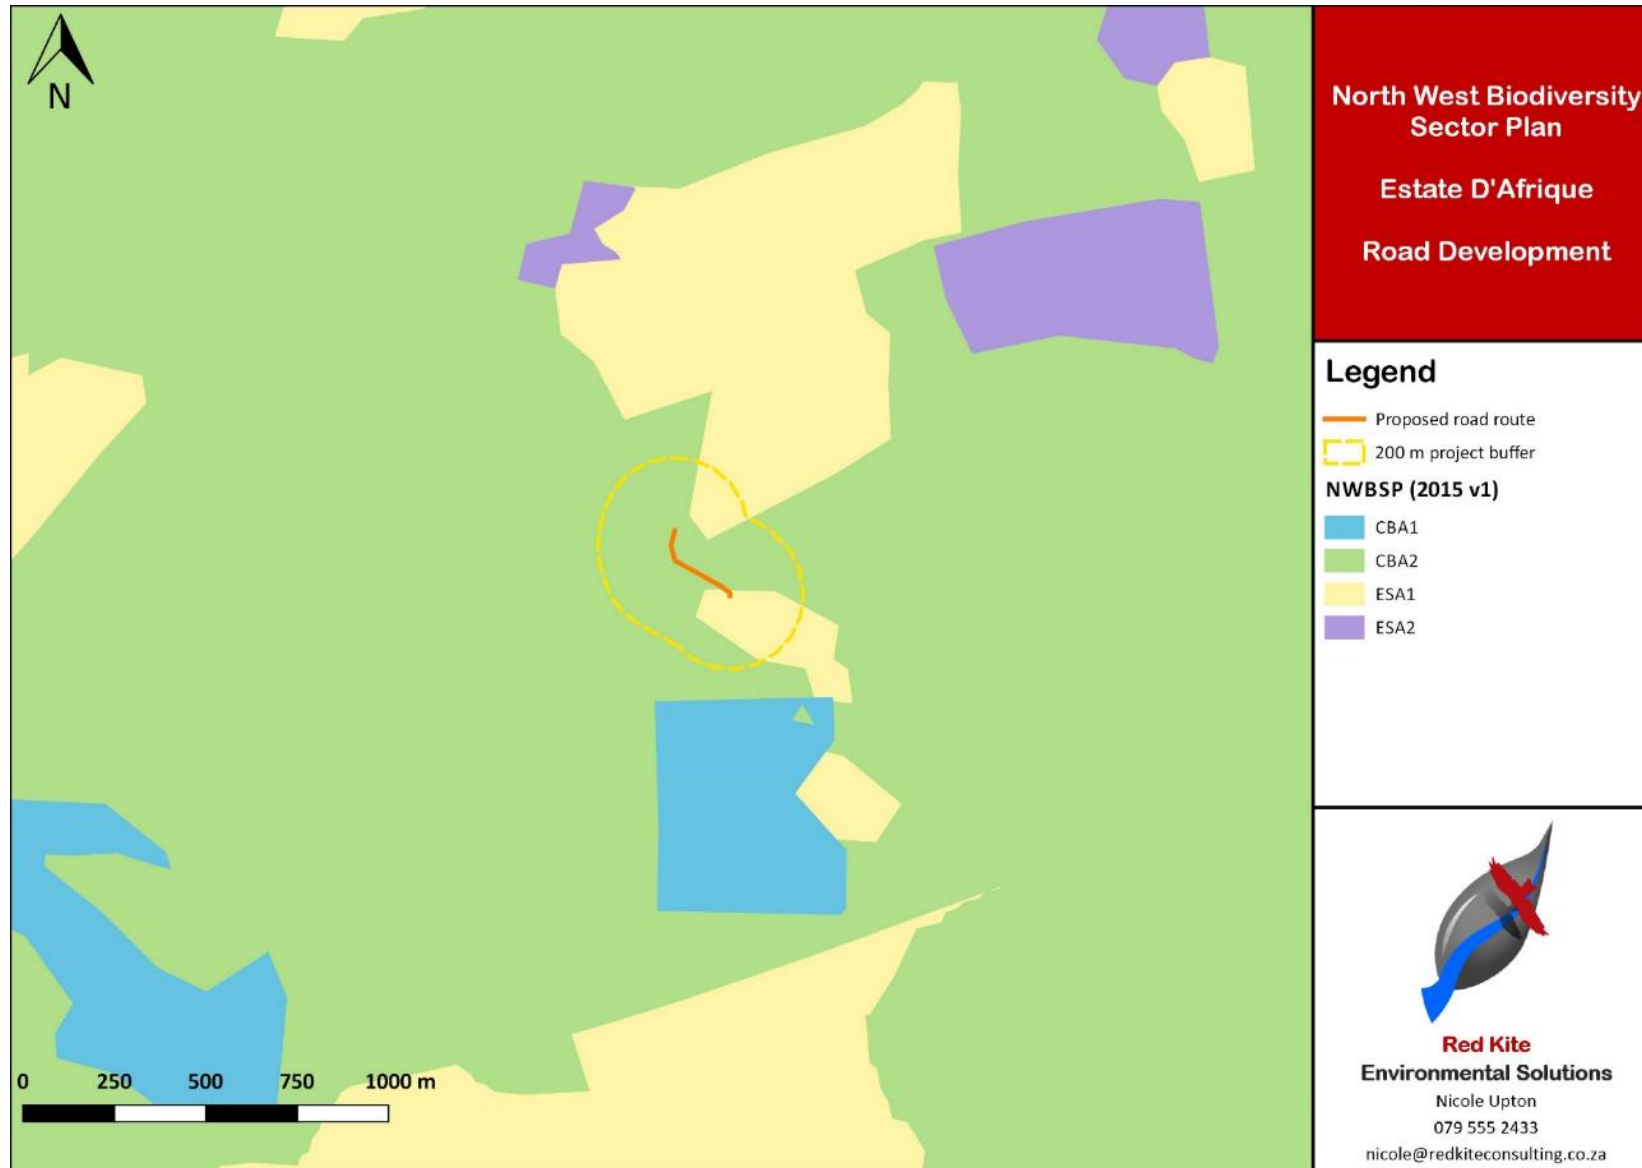 N
North West Biodiversity
Sector Plan
Estate D'Afrique
Road Development
Legend
Proposed road route
200 m project buffer
NWBSP (2015 v1)
CBA1
CBA2
ESA1
ESA2
0 250 500 750 1000 m
Red Kite
Environmental Solutions
Nicole Upton
079 555 2433
nicole@redkiteconsulting.co.za